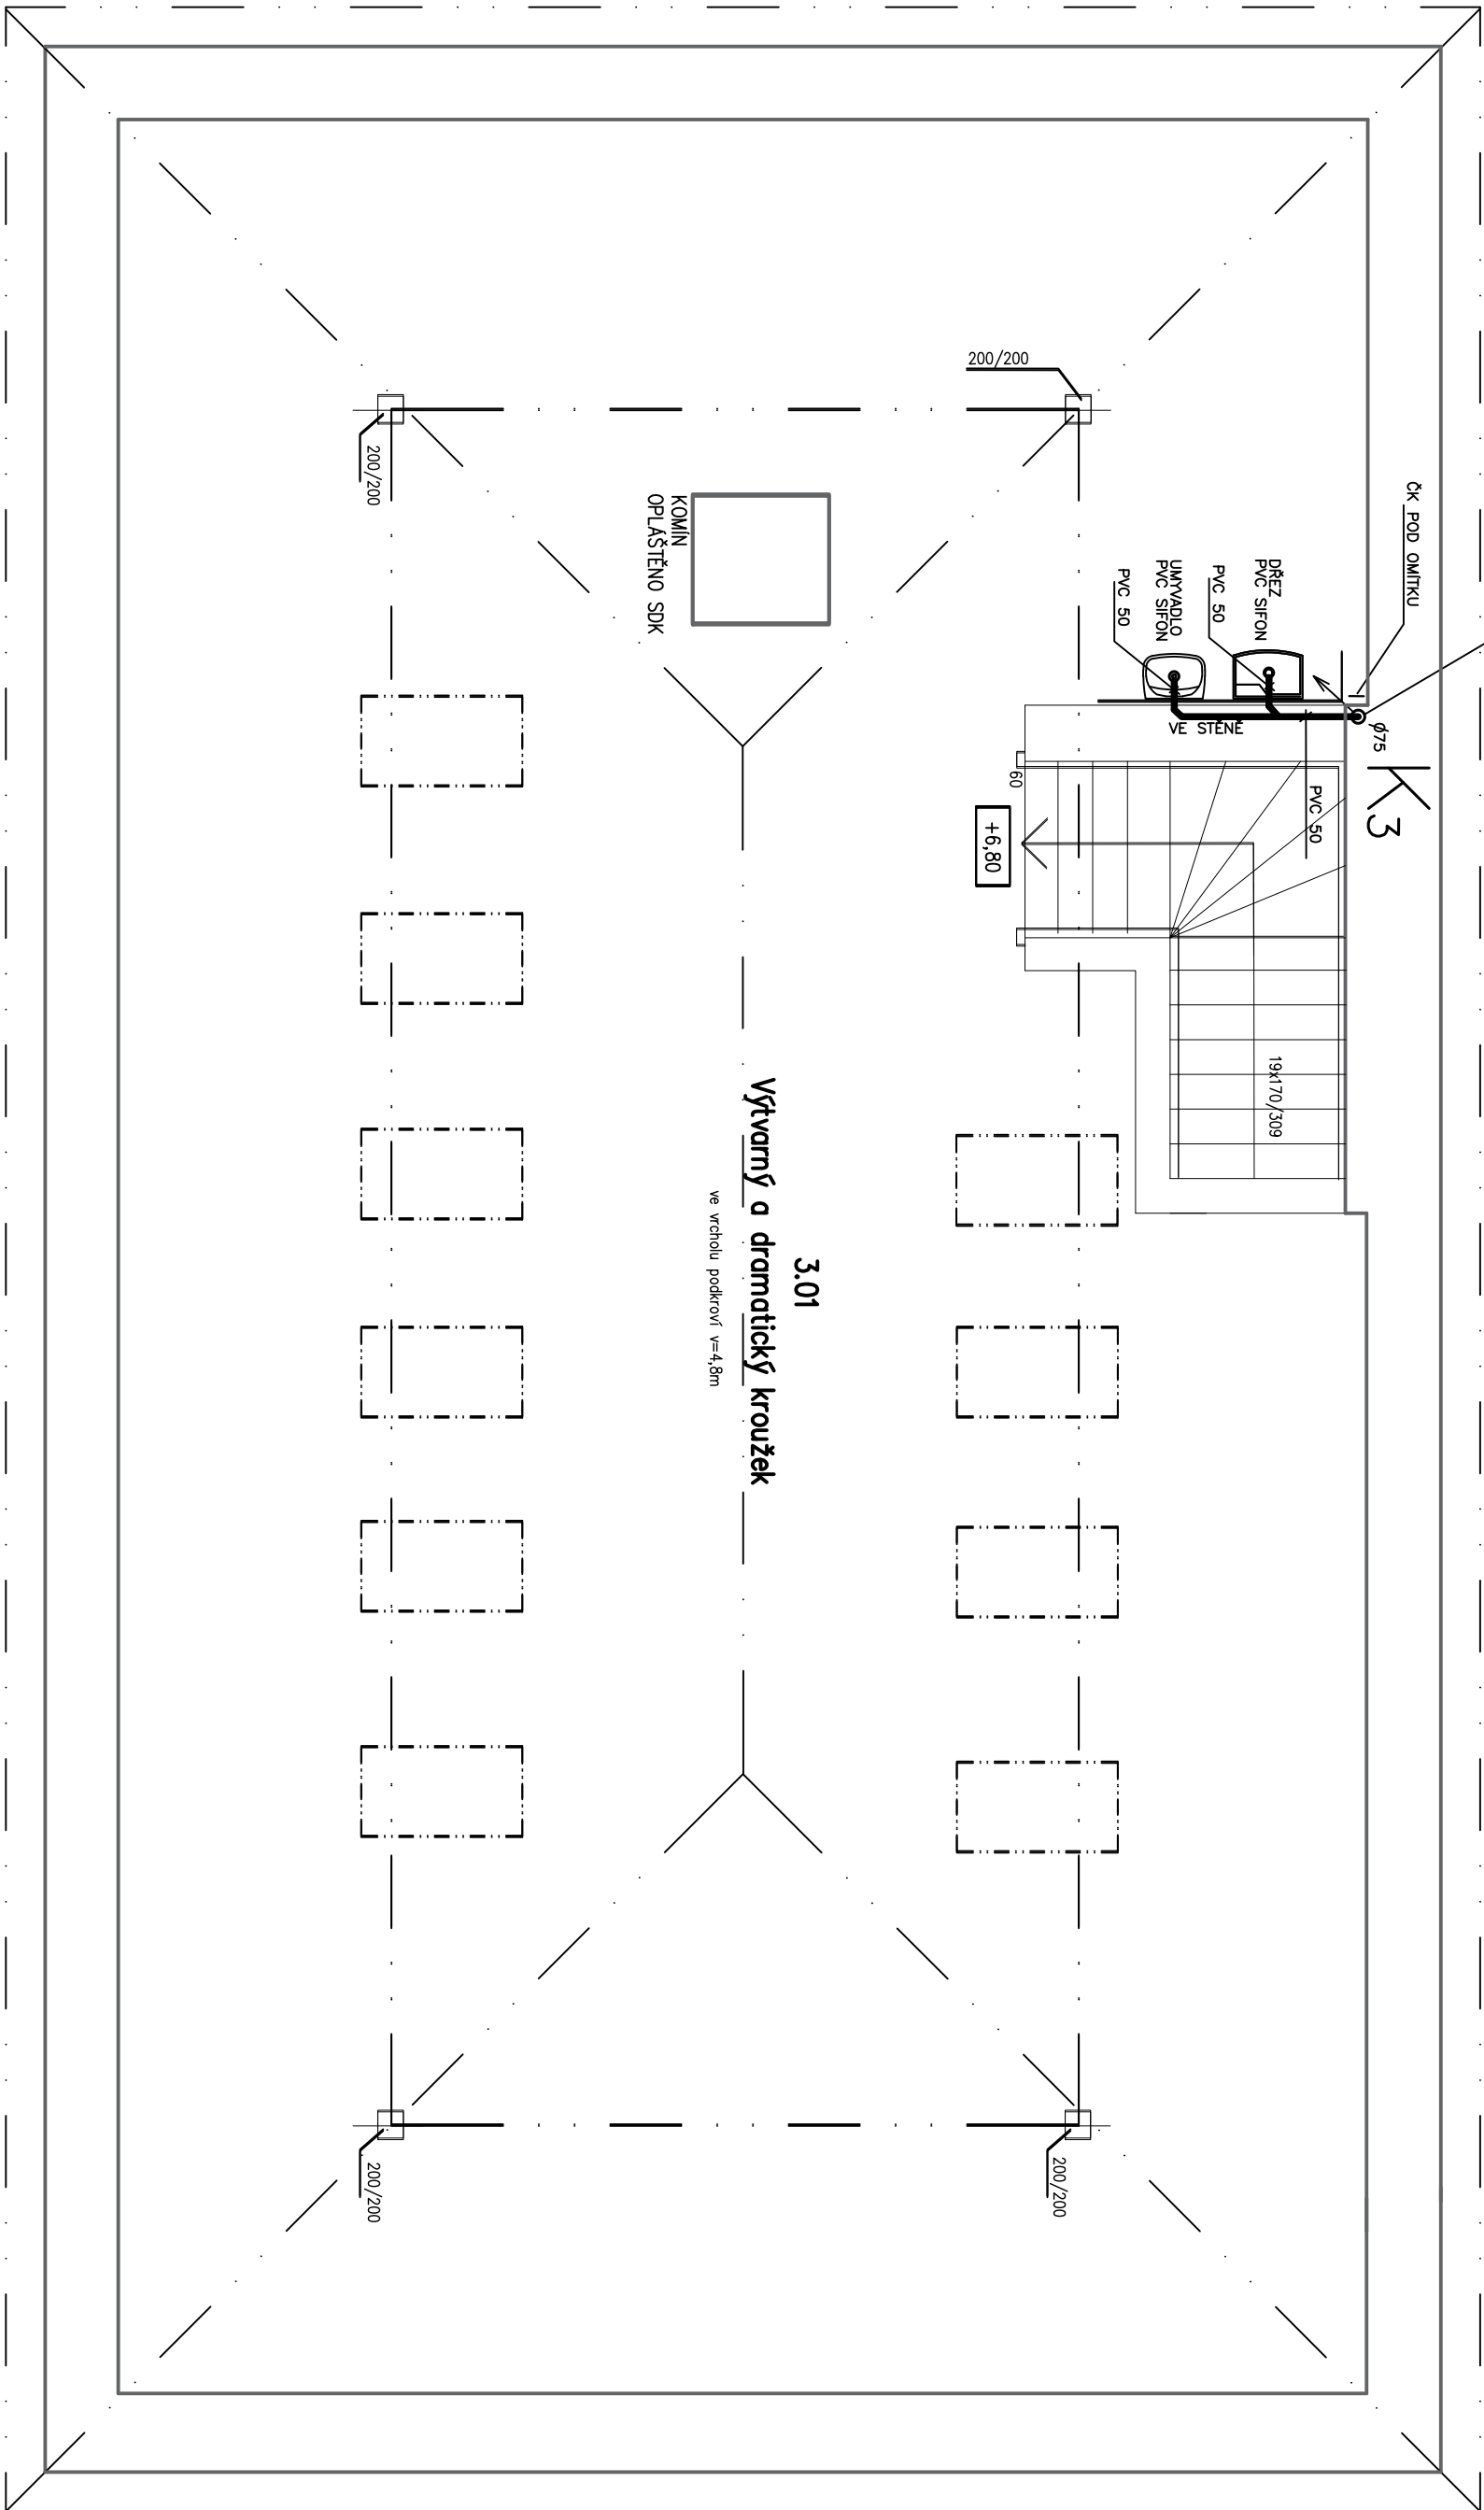 ČK POD OMÍTKU
DŘEZ
PVC SIFON
PVC 50
UMYVADLO
PVC SIFON
PVC 50
VE STĚNĚ
Ø75
K3
PVC 50
60
+6,80
19x170/309
200/200
200/200
KOMÍN
OPLÁŠTĚNO SDK
3.01
Výtvarný a dramatický kroužek
ve vrcholu podkroví v=4,8m
200/200
200/200